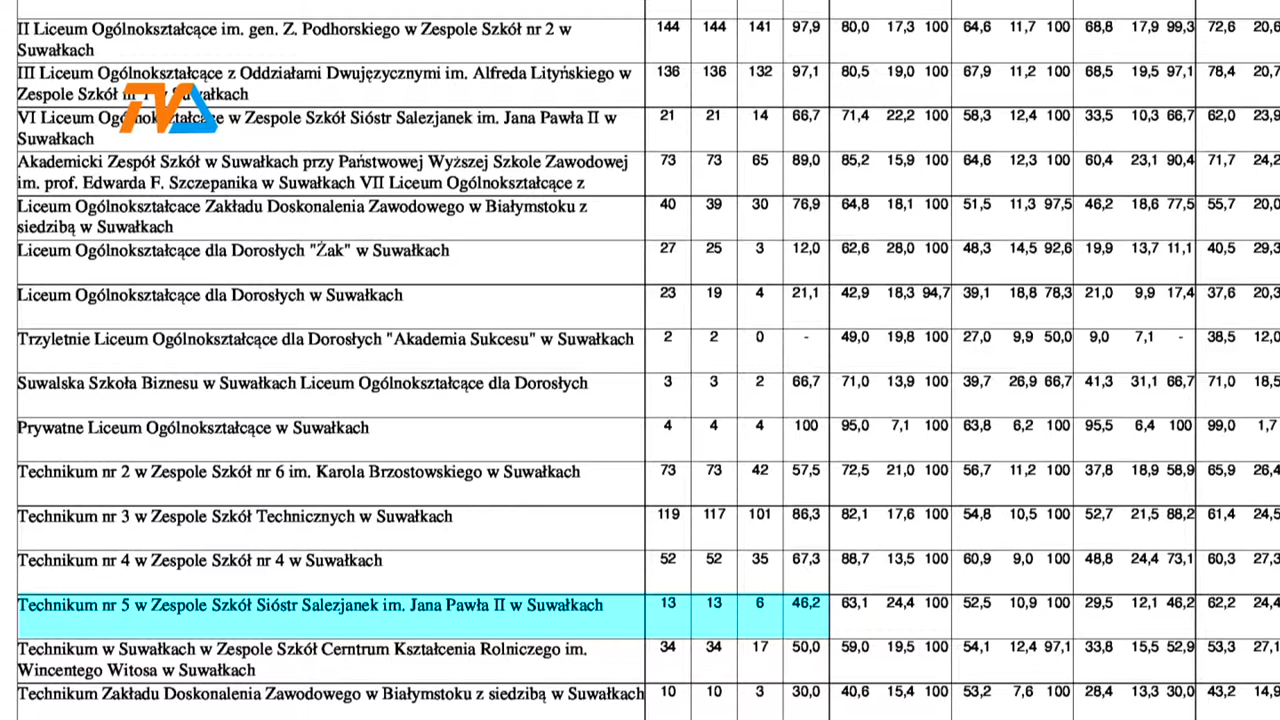 II Liceum Ogólnokształcące im. gen. Z. Podhorskiego w Zespole Szkół nr 2 w 144 144 141 97,9 80,0 17,3 100 64,6 11,7 100 68,8 17,9 99,3 72,6 20,6
Suwałkach
III Liceum Ogólnokształcące z Oddziałami Dwujęzycznymi im. Alfreda Lityńskiego w 136 136 132 97,1 80,5 19,0 100 67,9 11,2 100 68,5 19,5 97,1 78,4 20,7
Zespole Szkół
TVA
VI Liceum w Zespole Szkół Sióstr Salezjanek im. Jana Pawła II w 21 21 14 66,7 71,4 22,2 100 58,3 12,4 100 33,5 10,3 66,7 62,0 23,9
Suwałkach
Akademicki Zespół Szkół w Suwałkach przy Państwowej Wyższej Szkole Zawodowej 73 73 65 89,0 85,2 15,9 100 64,6 12,3 100 60,4 23,1 90,4 71,7 24,2
im. prof. Edwarda F. Szczepanika w Suwałkach VII Liceum Ogólnokształcące z
Liceum Ogólnokształcace Zakładu Doskonalenia Zawodowego w Białymstoku z 40 39 30 76,9 64,8 18,1 100 51,5 11,3 97,5 46,2 18,6 77,5 55,7 20,0
siedzibą w Suwałkach
Liceum Ogólnokształcące dla Dorosłych "Żak" w Suwałkach 27 25 3 12,0 62,6 28,0 100 48,3 14,5 92,6 19,9 13,7 11,1 40,5 29,3
Liceum Ogólnokształcące dla Dorosłych w Suwałkach 23 19 4 21,1 42,9 18,3 94,7 39,1 18,8 78,3 21,0 9,9 17,4 37,6 20,3
Trzyletnie Liceum Ogólnokształcące dla Dorosłych "Akademia Sukcesu" w Suwałkach 2 2 0 - 49,0 19,8 100 27,0 9,9 50,0 9,0 7,1 - 38,5 12,0
Suwalska Szkoła Biznesu w Suwałkach Liceum Ogólnokształcące dla Dorosłych 3 3 2 66,7 71,0 13,9 100 39,7 26,9 66,7 41,3 31,1 66,7 71,0 18,5
Prywatne Liceum Ogólnokształcące w Suwałkach 4 4 4 100 95,0 7,1 100 63,8 6,2 100 95,5 6,4 100 99,0 1,7
Technikum nr 2 w Zespole Szkół nr 6 im. Karola Brzostowskiego w Suwałkach 73 73 42 57,5 72,5 21,0 100 56,7 11,2 100 37,8 18,9 58,9 65,9 26,4
Technikum nr 3 w Zespole Szkół Technicznych w Suwałkach 119 117 101 86,3 82,1 17,6 100 54,8 10,5 100 52,7 21,5 88,2 61,4 24,5
Technikum nr 4 w Zespole Szkół nr 4 w Suwałkach 52 52 35 67,3 88,7 13,5 100 60,9 9,0 100 48,8 24,4 73,1 60,3 27,3
Technikum nr 5 w Zespole Szkół Sióstr Salezjanek im. Jana Pawła II w Suwałkach 13 13 6 46,2 63,1 24,4 100 52,5 10,9 100 29,5 12,1 46,2 62,2 24,4
Technikum w Suwałkach w Zespole Szkół Cerntrum Kształcenia Rolniczego im. 34 34 17 50,0 59,0 19,5 100 54,1 12,4 97,1 33,8 15,5 52,9 53,3 27,1
Wincentego Witosa w Suwałkach
Technikum Zakładu Doskonalenia Zawodowego w Białymstoku z siedzibą w Suwałkach 10 10 3 30,0 40,6 15,4 100 53,2 7,6 100 28,4 13,3 30,0 43,2 14,9